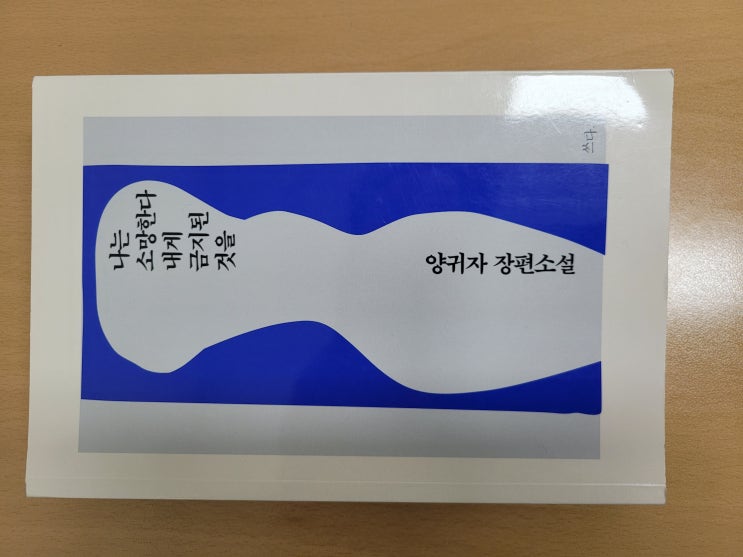 나는
소망한다
내게
금지된
것을
양귀자 장편소설
쓰다.